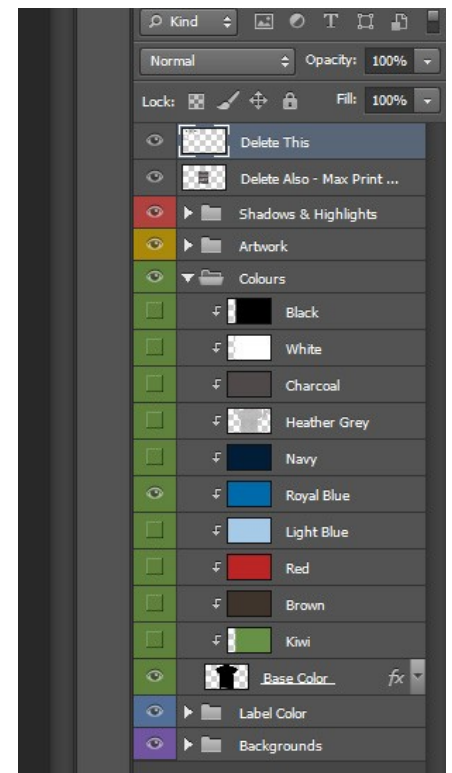 Kind
Normal Opacity: 100%
Lock: Fill: 100%
Delete This
Delete Also - Max Print ...
Shadows & Highlights
Artwork
Colours
Black
White
Charcoal
Heather Grey
Navy
Royal Blue
Light Blue
Red
Brown
Kiwi
Base Color fx
Label Color
Backgrounds